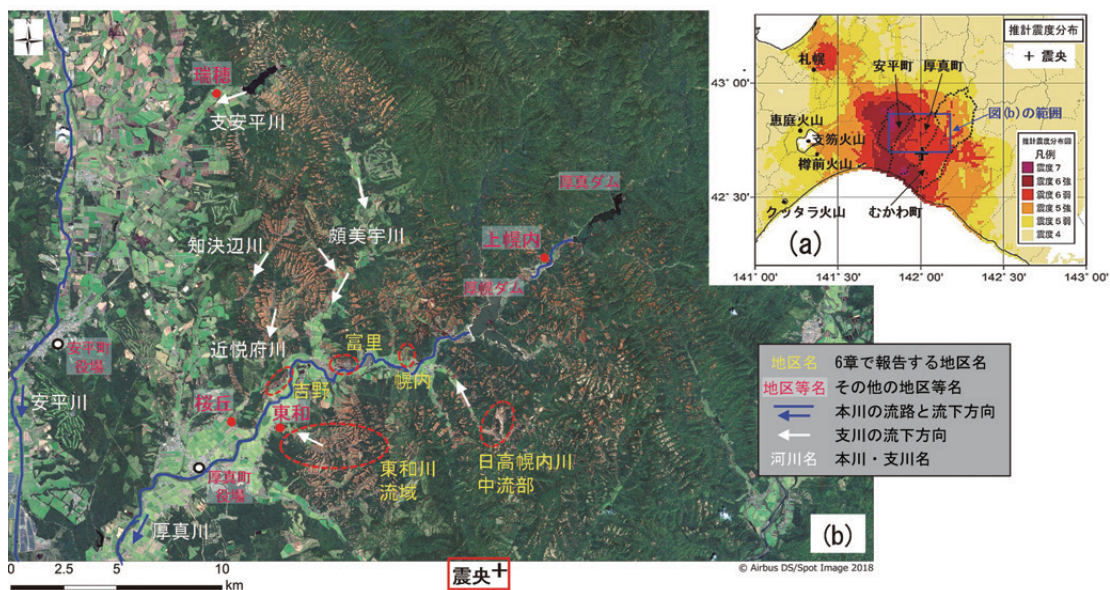 瑞穂
支安平川
厚真ダム
頗美宇川
知決辺川
上幌内
厚幌ダム
安平町
役場
近悦府川
富里
幌内
吉野
安平川
桜丘
東和
厚真町
役場
東和川
流域
日高幌内川
中流部
厚真川
(b)
0 2.5 5 10
km
震央+
© Airbus DS/Spot Image 2018
推計震度分布
+ 震央
札幌
安平町
厚真町
43° 00'
恵庭火山
図(b)の範囲
支笏火山
樽前火山
推計震度分布図
凡例
震度7
震度6強
震度6弱
震度5強
震度5弱
震度4
42° 30'
クッタラ火山
むかわ町
(a)
141° 00' 141° 30' 142° 00' 142° 30' 143° 00'
地区名 6章で報告する地区名
地区等名 その他の地区等名
本川の流路と流下方向
支川の流下方向
河川名 本川・支川名